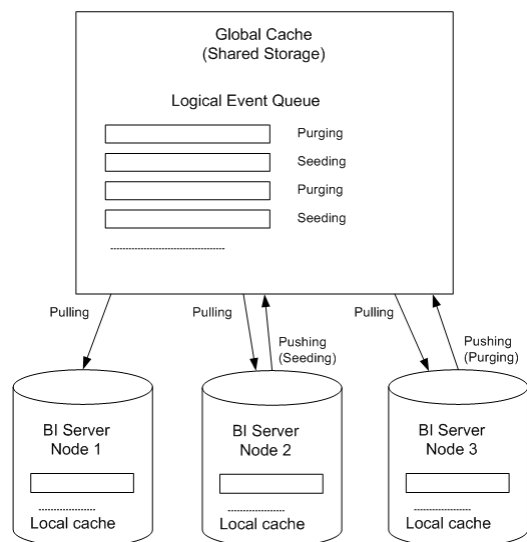 Global Cache
(Shared Storage)
Logical Event Queue
Purging
Seeding
Purging
Seeding
Pulling
Pulling
Pushing
(Seeding)
Pulling
Pushing
(Purging)
BI Server
Node 1
Local cache
BI Server
Node 2
Local cache
BI Server
Node 3
Local cache